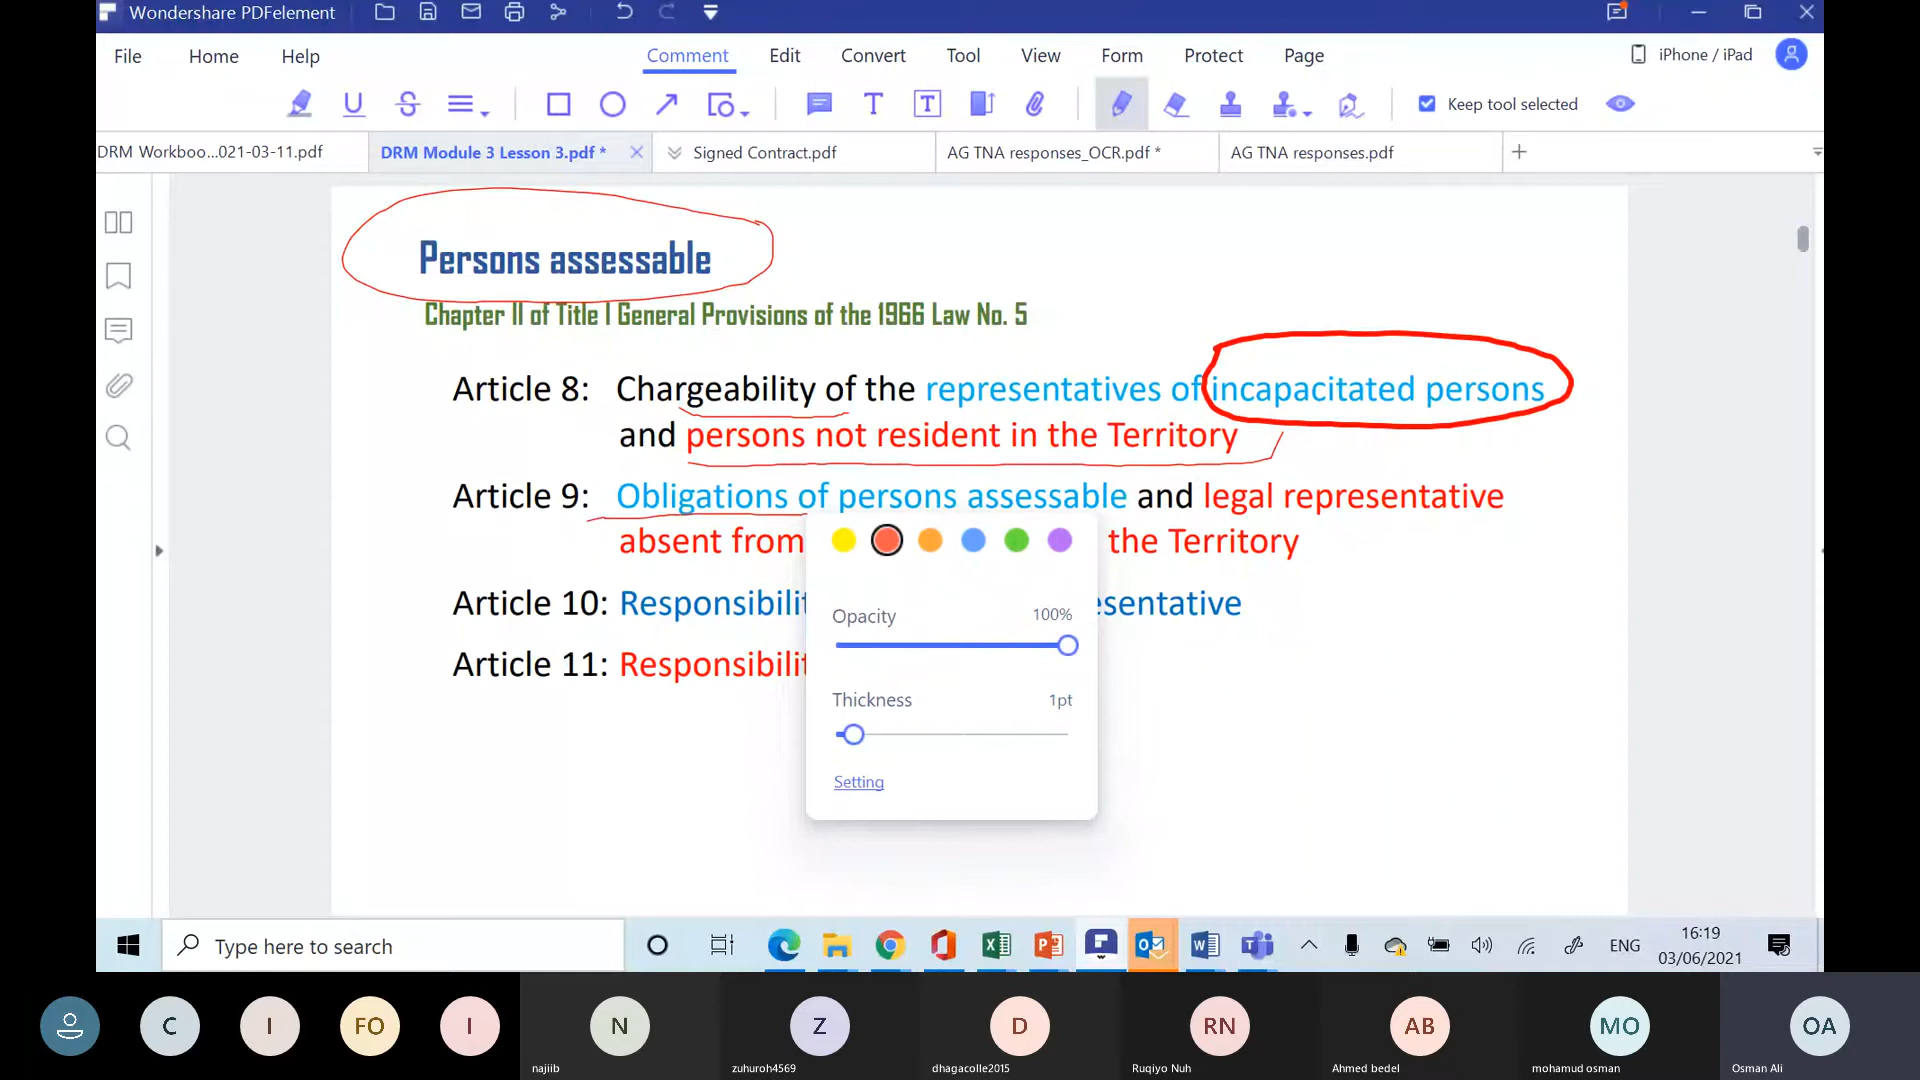 Wondershare PDFelement
File Home Help Comment Edit Convert Tool View Form Protect Page iPhone / iPad
Keep tool selected
DRM Workboo...021-03-11.pdf DRM Module 3 Lesson 3.pdf * Signed Contract.pdf AG TNA responses_OCR.pdf * AG TNA responses.pdf
Persons assessable
Chapter II of Title I General Provisions of the 1966 Law No. 5
Article 8: Chargeability of the representatives of incapacitated persons
and persons not resident in the Territory
Article 9: Obligations of persons assessable and legal representative
absent from the Territory
Article 10: Responsibilit esentative
Article 11: Responsibilit
Opacity 100%
Thickness 1pt
Setting
Type here to search
ENG
16:19
03/06/2021
C I FO I N Z D RN AB MO OA
najiib zuhuroh4569 dhagacolle2015 Ruqiyo Nuh Ahmed bedel mohamud osman Osman Ali